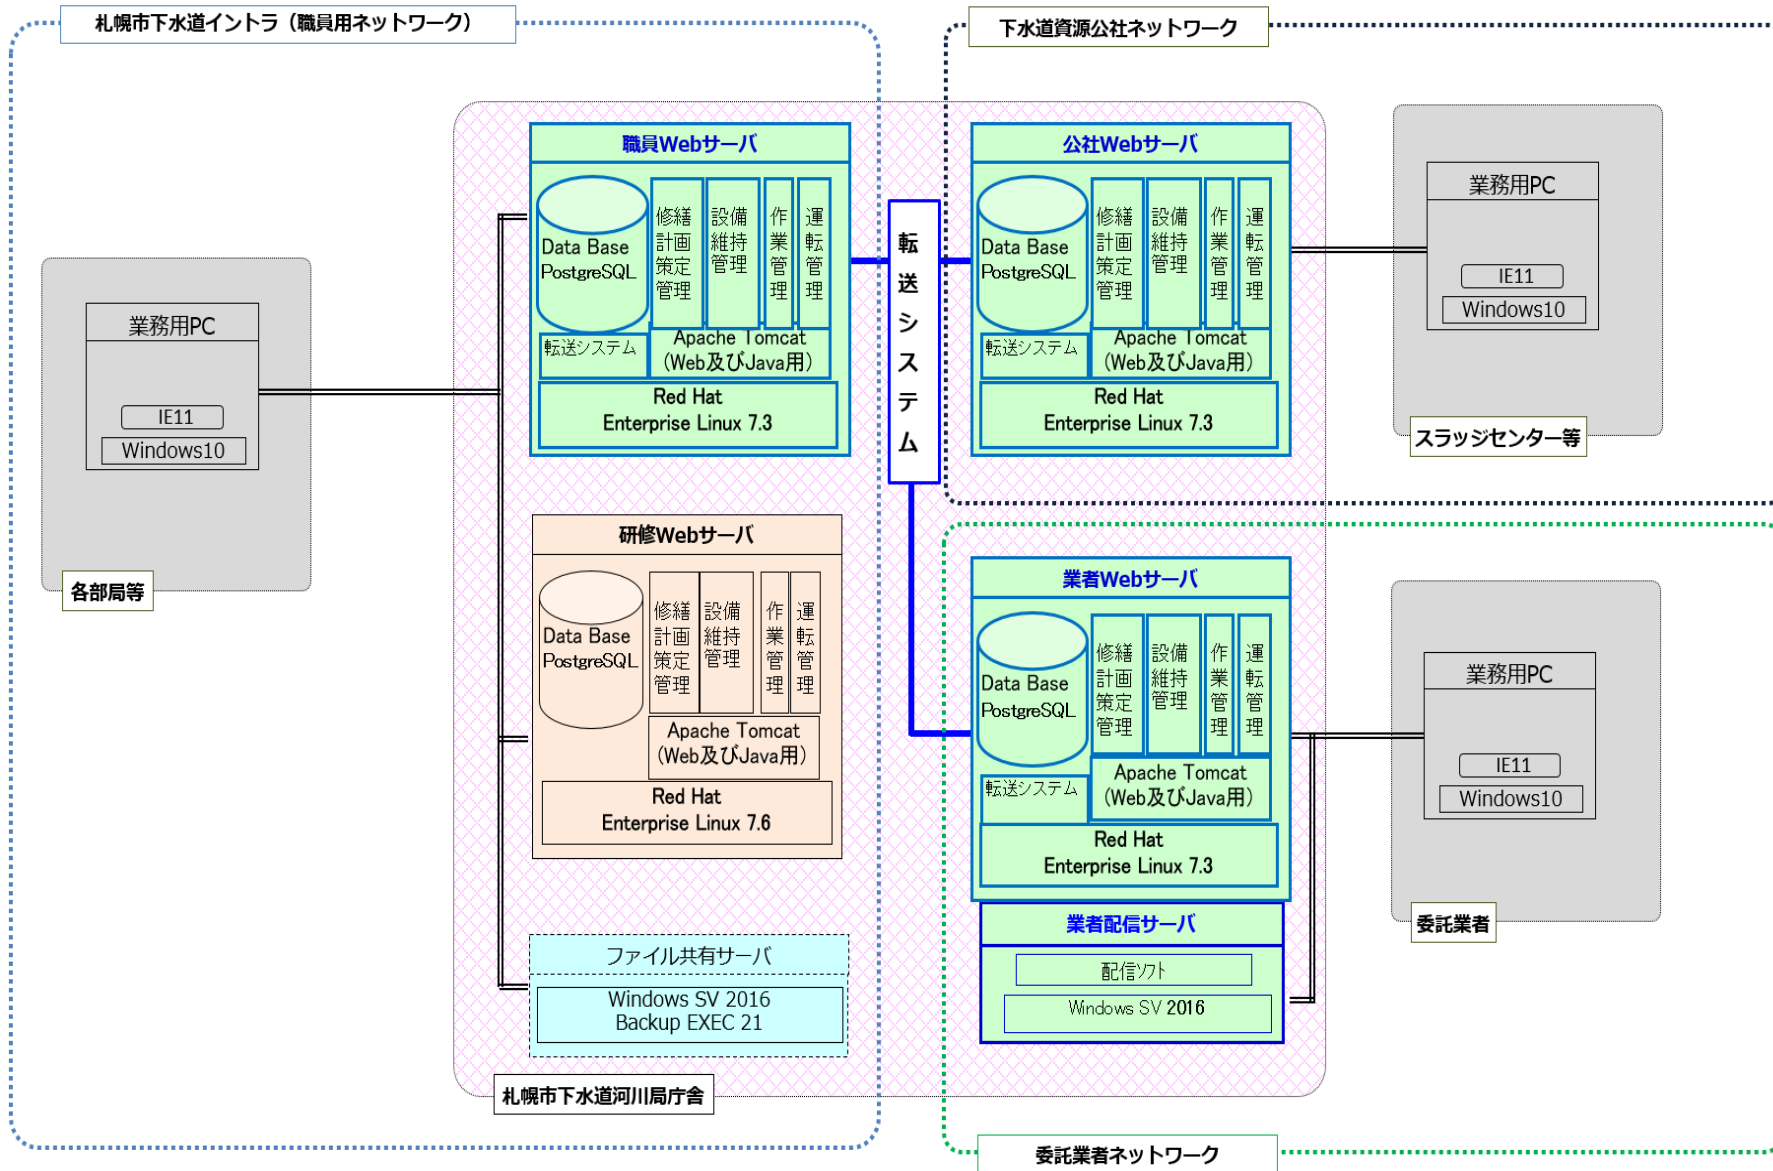 札幌市下水道イントラ（職員用ネットワーク）
下水道資源公社ネットワーク
各部局等
業務用PC
IE11
Windows10
職員Webサーバ
Data Base
PostgreSQL
修繕
計画
策定
管理
設備
維持
管理
作
業
管
理
運
転
管
理
転送システム
Apache Tomcat
（Web及びJava用）
Red Hat
Enterprise Linux 7.3
転
送
シ
ス
テ
ム
公社Webサーバ
Data Base
PostgreSQL
修繕
計画
策定
管理
設備
維持
管理
作
業
管
理
運
転
管
理
転送システム
Apache Tomcat
（Web及びJava用）
Red Hat
Enterprise Linux 7.3
業務用PC
IE11
Windows10
スラッジセンター等
研修Webサーバ
Data Base
PostgreSQL
修繕
計画
策定
管理
設備
維持
管理
作
業
管
理
運
転
管
理
Apache Tomcat
（Web及びJava用）
Red Hat
Enterprise Linux 7.6
業者Webサーバ
Data Base
PostgreSQL
修繕
計画
策定
管理
設備
維持
管理
作
業
管
理
運
転
管
理
転送システム
Apache Tomcat
（Web及びJava用）
Red Hat
Enterprise Linux 7.3
業務用PC
IE11
Windows10
委託業者
ファイル共有サーバ
Windows SV 2016
Backup EXEC 21
業者配信サーバ
配信ソフト
Windows SV 2016
札幌市下水道河川局庁舎
委託業者ネットワーク